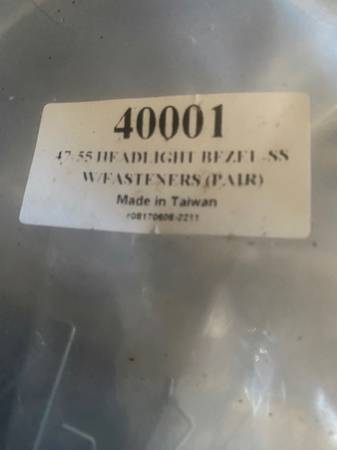 40001
47-55 HEADLIGHT BEZEL-SS
W/FASTENERS (PAIR)
Made in Taiwan
r08170606-2211